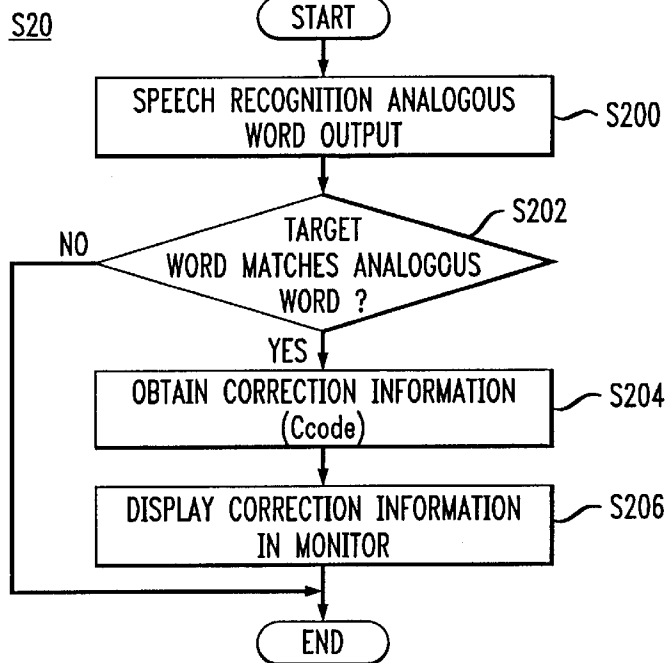 S20
START
SPEECH RECOGNITION ANALOGOUS
WORD OUTPUT
S200
S202
TARGET
WORD MATCHES ANALOGOUS
WORD ?
NO
YES
OBTAIN CORRECTION INFORMATION
(Ccode)
S204
DISPLAY CORRECTION INFORMATION
IN MONITOR
S206
END